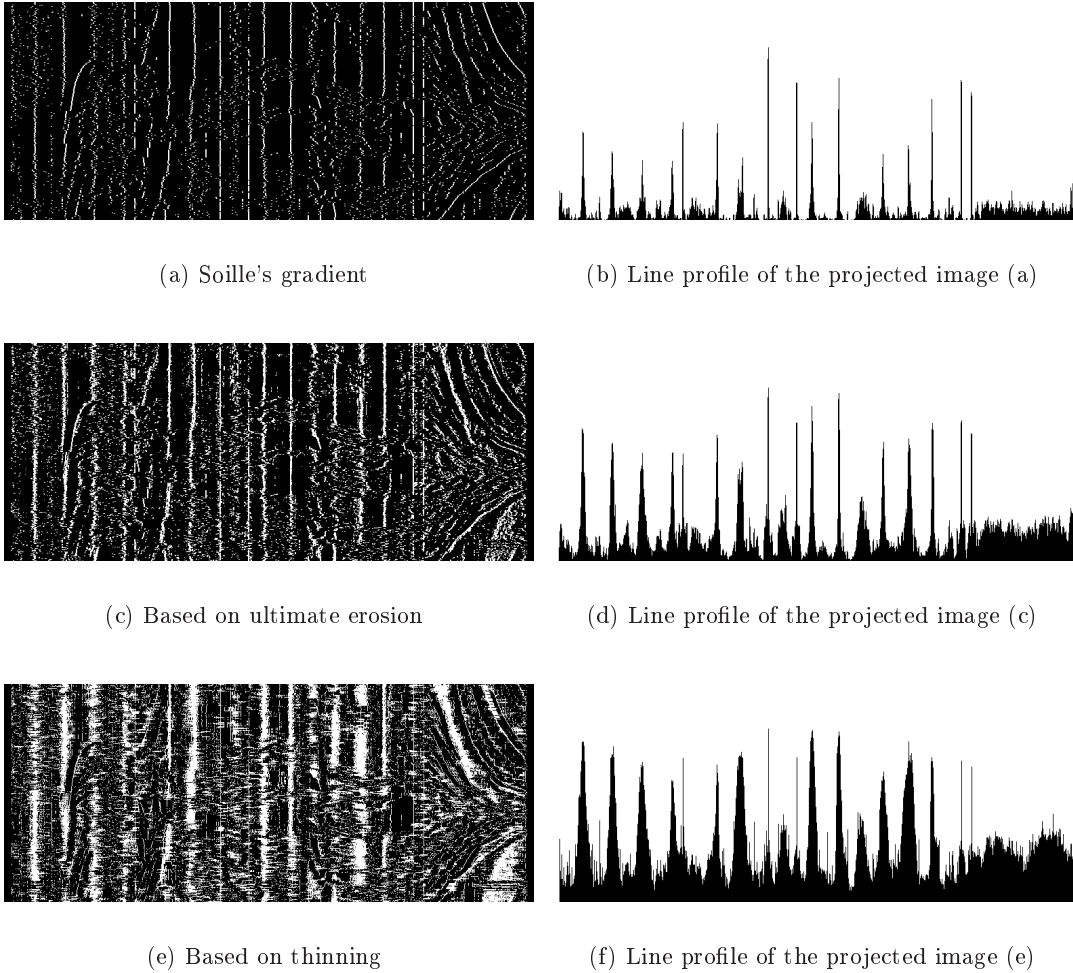 (a) Soille's gradient
(b) Line profile of the projected image (a)
(c) Based on ultimate erosion
(d) Line profile of the projected image (c)
(e) Based on thinning
(f) Line profile of the projected image (e)